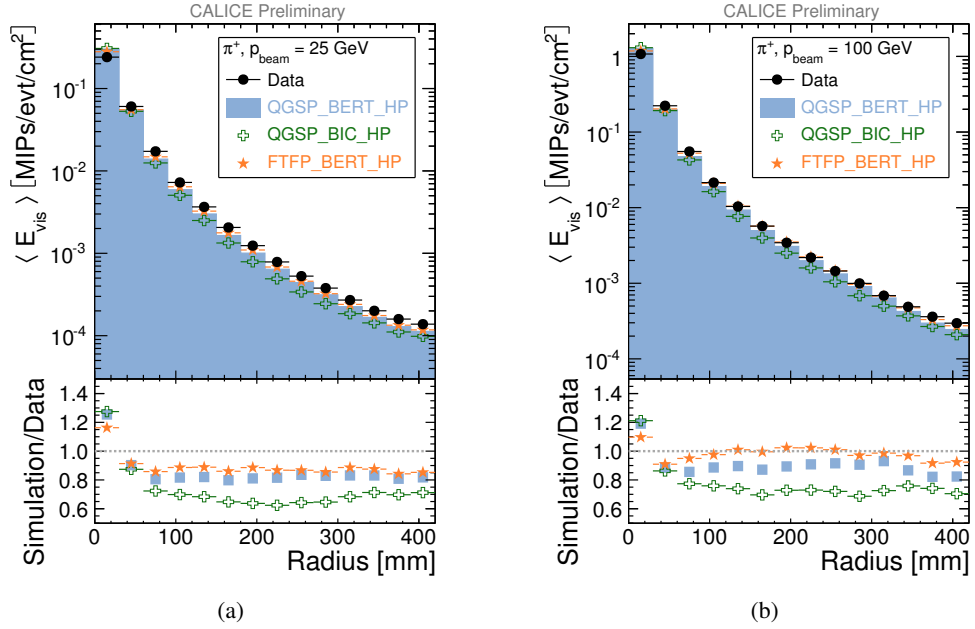 CALICE Preliminary
⟨ E_vis ⟩ [MIPs/evt/cm²]
10⁻¹
10⁻²
10⁻³
10⁻⁴
π⁺, p_beam = 25 GeV
Data
QGSP_BERT_HP
QGSP_BIC_HP
FTFP_BERT_HP
Simulation/Data
1.4
1.2
1.0
0.8
0.6
0 100 200 300 400
Radius [mm]
(a)
CALICE Preliminary
⟨ E_vis ⟩ [MIPs/evt/cm²]
1
10⁻¹
10⁻²
10⁻³
10⁻⁴
π⁺, p_beam = 100 GeV
Data
QGSP_BERT_HP
QGSP_BIC_HP
FTFP_BERT_HP
Simulation/Data
1.4
1.2
1.0
0.8
0.6
0 100 200 300 400
Radius [mm]
(b)